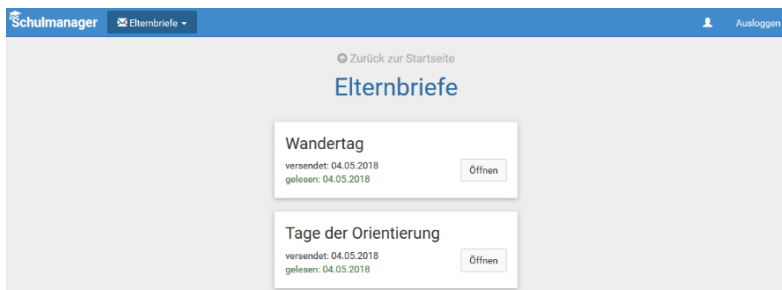 Schulmanager Elternbriefe Ausloggen
Zurück zur Startseite
Elternbriefe
Wandertag
versendet: 04.05.2018
gelesen: 04.05.2018
Öffnen
Tage der Orientierung
versendet: 04.05.2018
gelesen: 04.05.2018
Öffnen